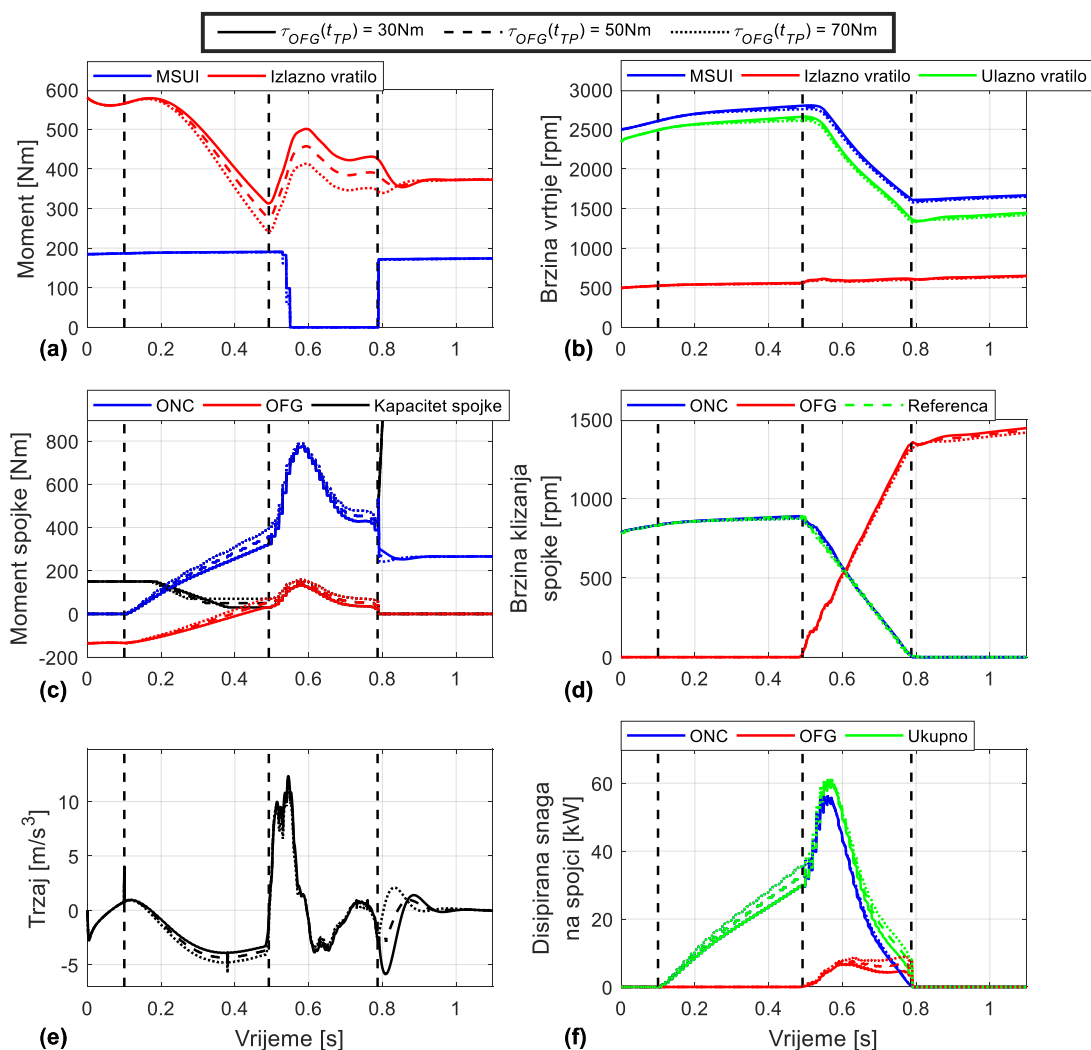 τOFG(tTP) = 30Nm τOFG(tTP) = 50Nm τOFG(tTP) = 70Nm
MSUI Izlazno vratilo
600
500
400
300
200
100
0
Moment [Nm]
0 0.2 0.4 0.6 0.8 1
(a)
MSUI Izlazno vratilo Ulazno vratilo
3000
2500
2000
1500
1000
500
0
Brzina vrtnje [rpm]
0 0.2 0.4 0.6 0.8 1
(b)
ONC OFG Kapacitet spojke
800
600
400
200
0
-200
Moment spojke [Nm]
0 0.2 0.4 0.6 0.8 1
(c)
ONC OFG Referenca
1500
1000
500
0
Brzina klizanja
spojke [rpm]
0 0.2 0.4 0.6 0.8 1
(d)
10
5
0
-5
Trzaj [m/s³]
0 0.2 0.4 0.6 0.8 1
(e)
Vrijeme [s]
ONC OFG Ukupno
60
40
20
0
Disipirana snaga
na spojci [kW]
0 0.2 0.4 0.6 0.8 1
(f)
Vrijeme [s]